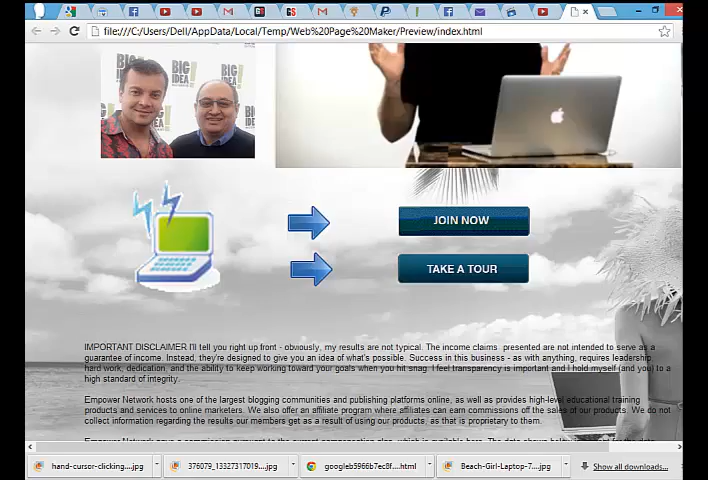 file:///C:/Users/Dell/AppData/Local/Temp/Web%20Page%20Maker/Preview/index.html
BIG IDEA!
BIG IDEA!
JOIN NOW
TAKE A TOUR
IMPORTANT DISCLAIMER I'll tell you right up front - obviously, my results are not typical. The income claims presented are not intended to serve as a
guarantee of income. Instead, they're designed to give you an idea of what's possible. Success in this business - as with anything, requires leadership,
hard work, dedication, and the ability to keep working toward your goals when you hit snag. I feel transparency is important and I hold myself (and you) to a
high standard of integrity.
Empower Network hosts one of the largest blogging communities and publishing platforms online, as well as provides high-level educational training
products and services to online marketers. We also offer an affiliate program where affiliates can earn commissions off the sales of our products. We do not
collect information regarding the results our members get as a result of using our products, as that is proprietary to them.
hand-cursor-clicking....jpg
376079_13327317019...jpg
googleb5966b7ec8f....html
Beach-Girl-Laptop-7....jpg
Show all downloads...